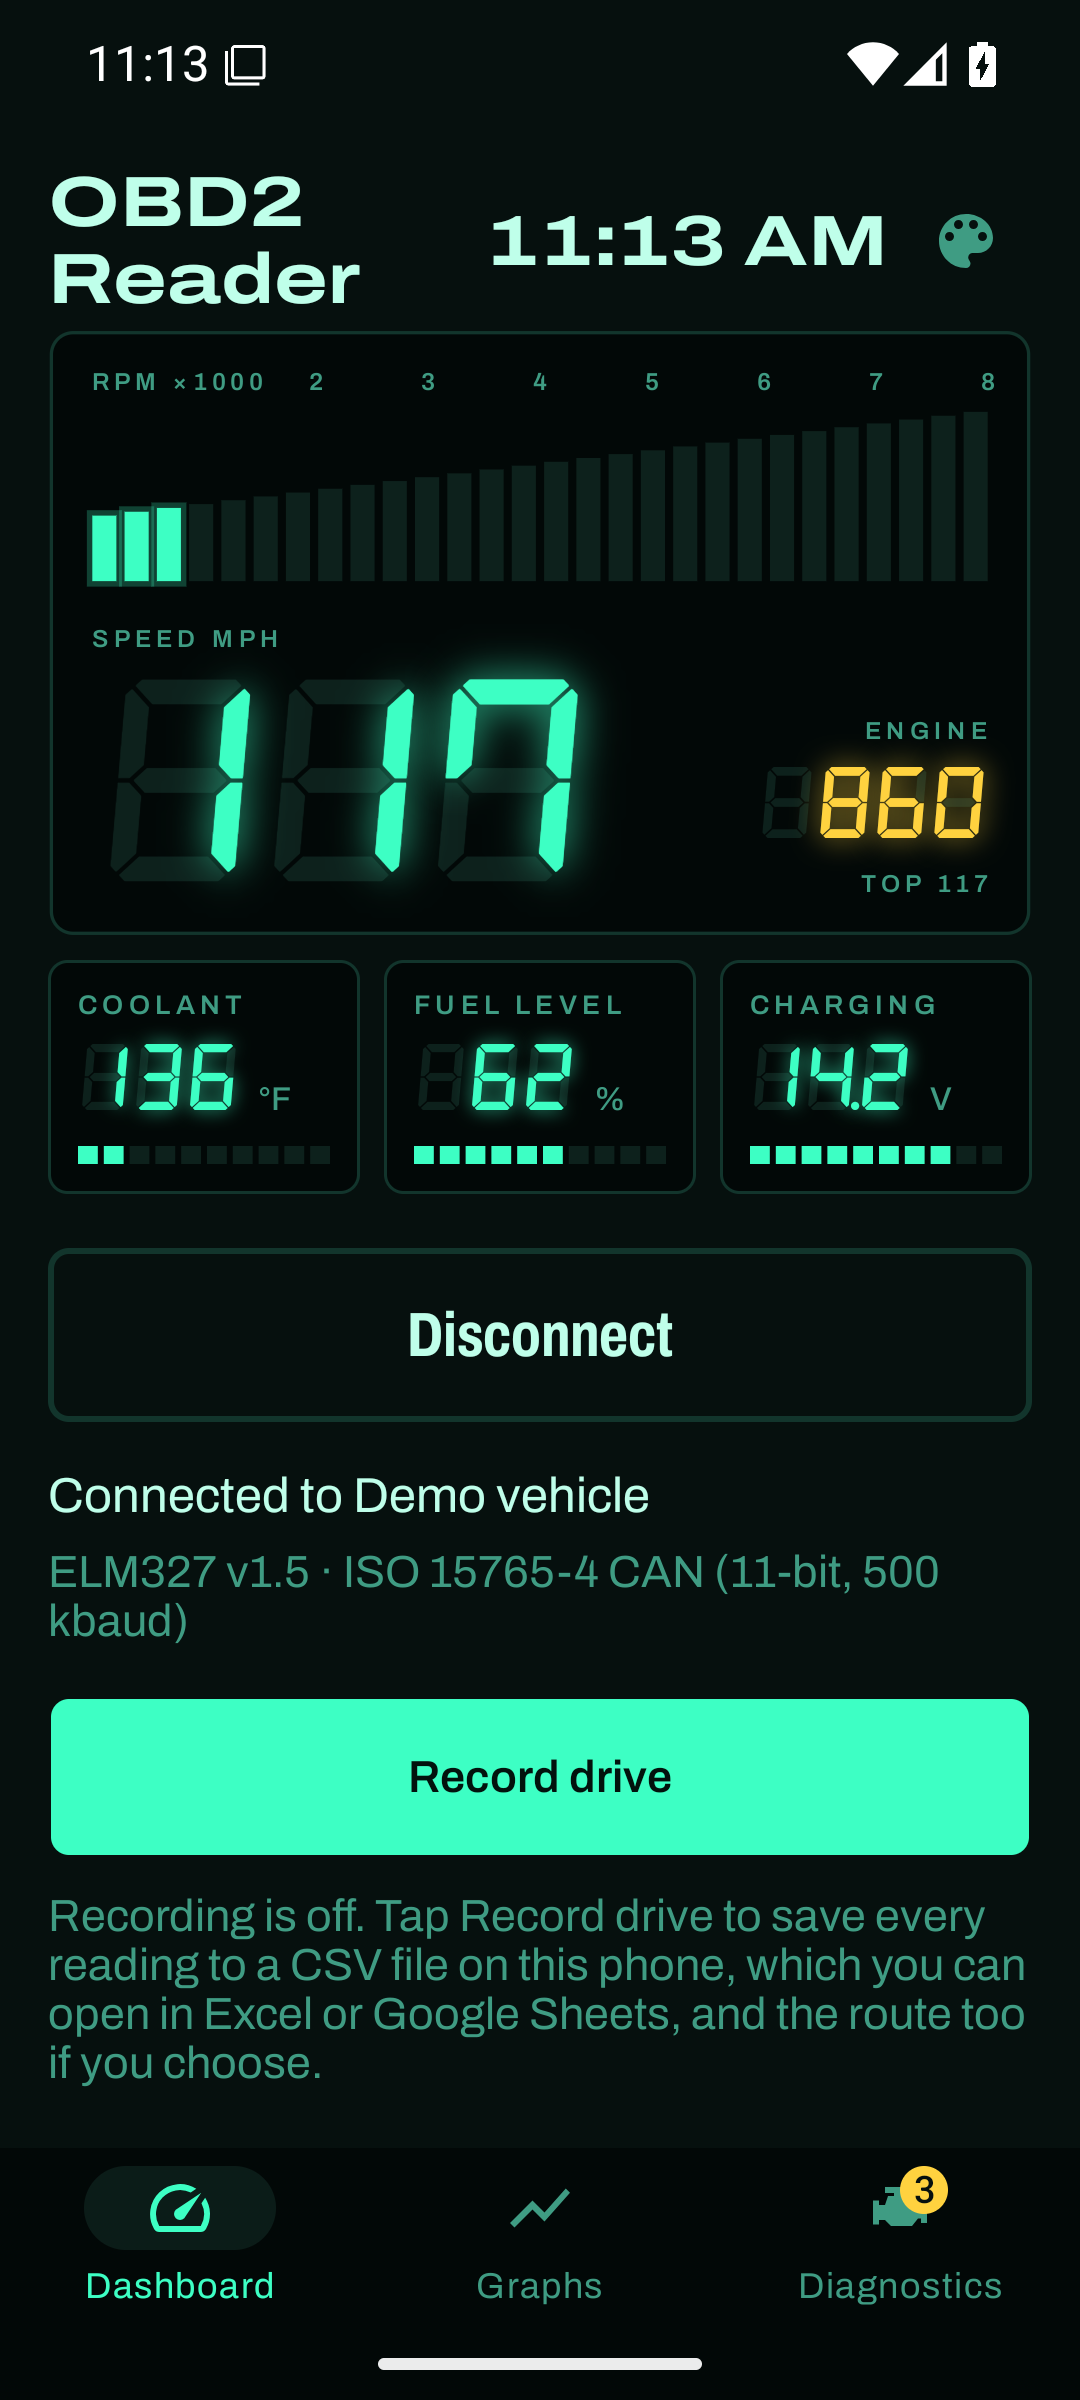 11:13
OBD2
Reader
11:13 AM
RPM ×1000 2 3 4 5 6 7 8
SPEED MPH
117
ENGINE
860
TOP 117
COOLANT
136 °F
FUEL LEVEL
62 %
CHARGING
14.2 V
Disconnect
Connected to Demo vehicle
ELM327 v1.5 · ISO 15765-4 CAN (11-bit, 500
kbaud)
Record drive
Recording is off. Tap Record drive to save every
reading to a CSV file on this phone, which you can
open in Excel or Google Sheets, and the route too
if you choose.
3
Dashboard
Graphs
Diagnostics